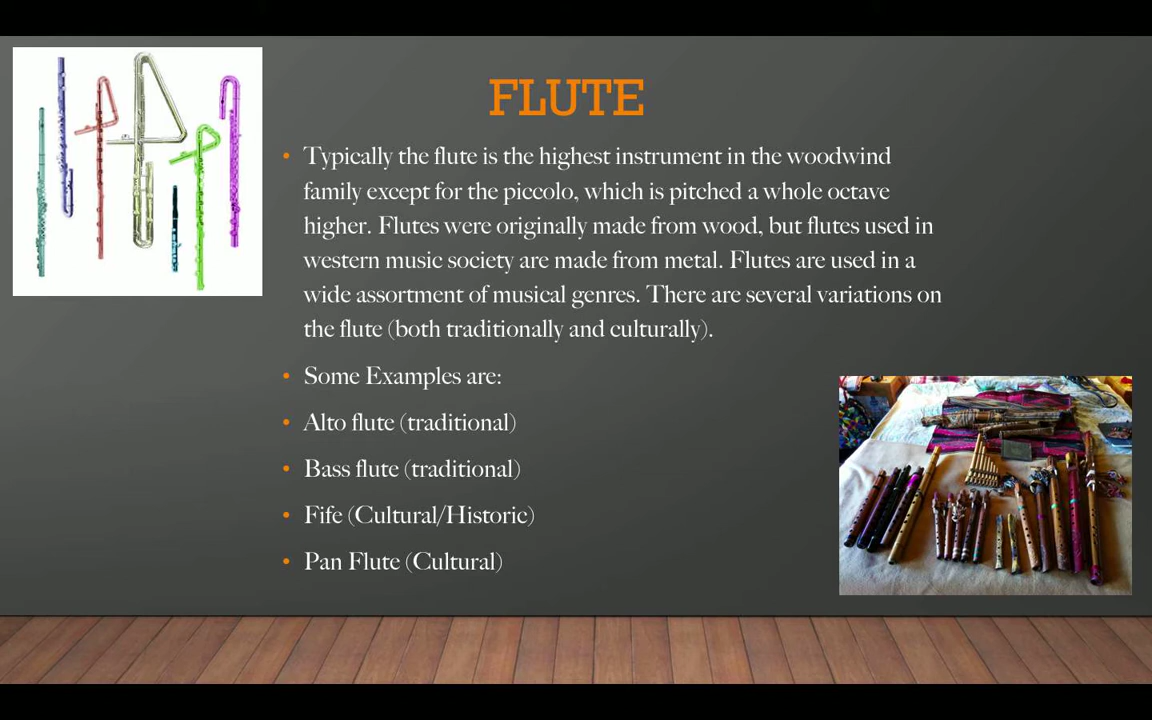 FLUTE
Typically the flute is the highest instrument in the woodwind
family except for the piccolo, which is pitched a whole octave
higher. Flutes were originally made from wood, but flutes used in
western music society are made from metal. Flutes are used in a
wide assortment of musical genres. There are several variations on
the flute (both traditionally and culturally).
Some Examples are:
Alto flute (traditional)
Bass flute (traditional)
Fife (Cultural/Historic)
Pan Flute (Cultural)